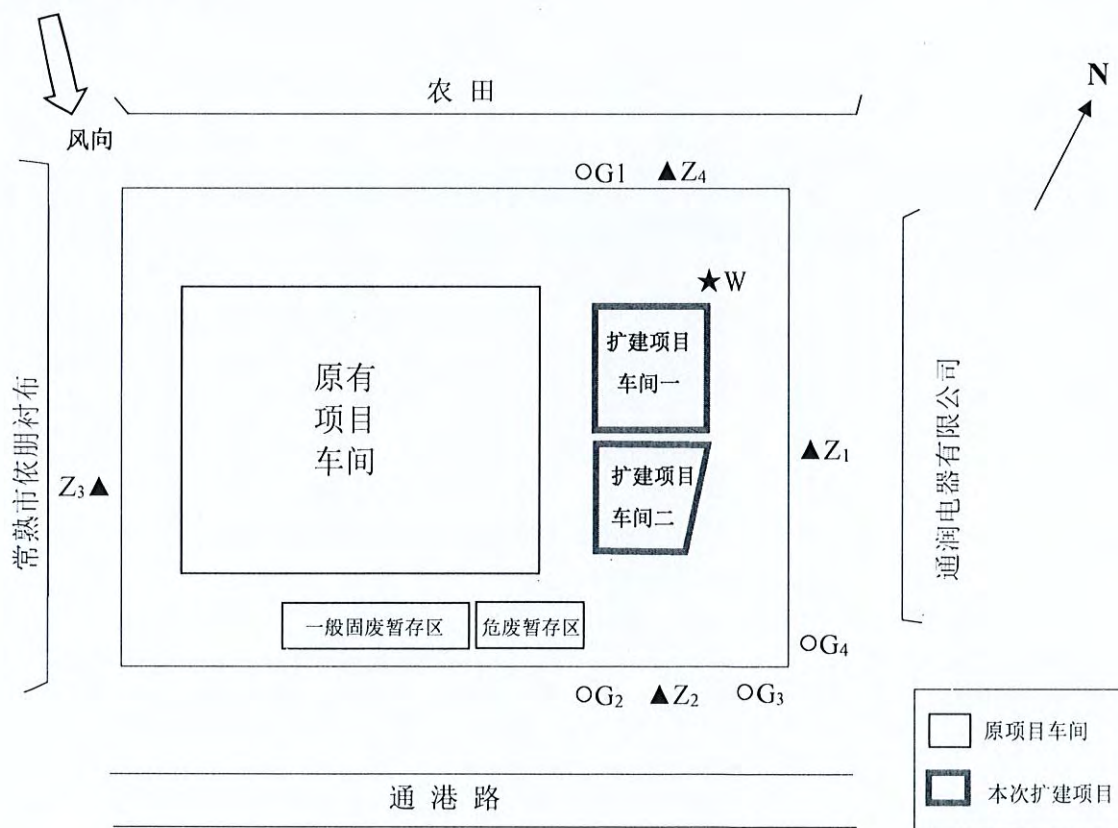 农 田
N
风向
○G1 ▲Z₄
★W
扩建项目
车间一
原有
项目
车间
常熟市依朋衬布
通润电器有限公司
▲Z₁
扩建项目
车间二
Z₃▲
一般固废暂存区
危废暂存区
○G₄
○G₂ ▲Z₂ ○G₃
原项目车间
本次扩建项目
通 港 路